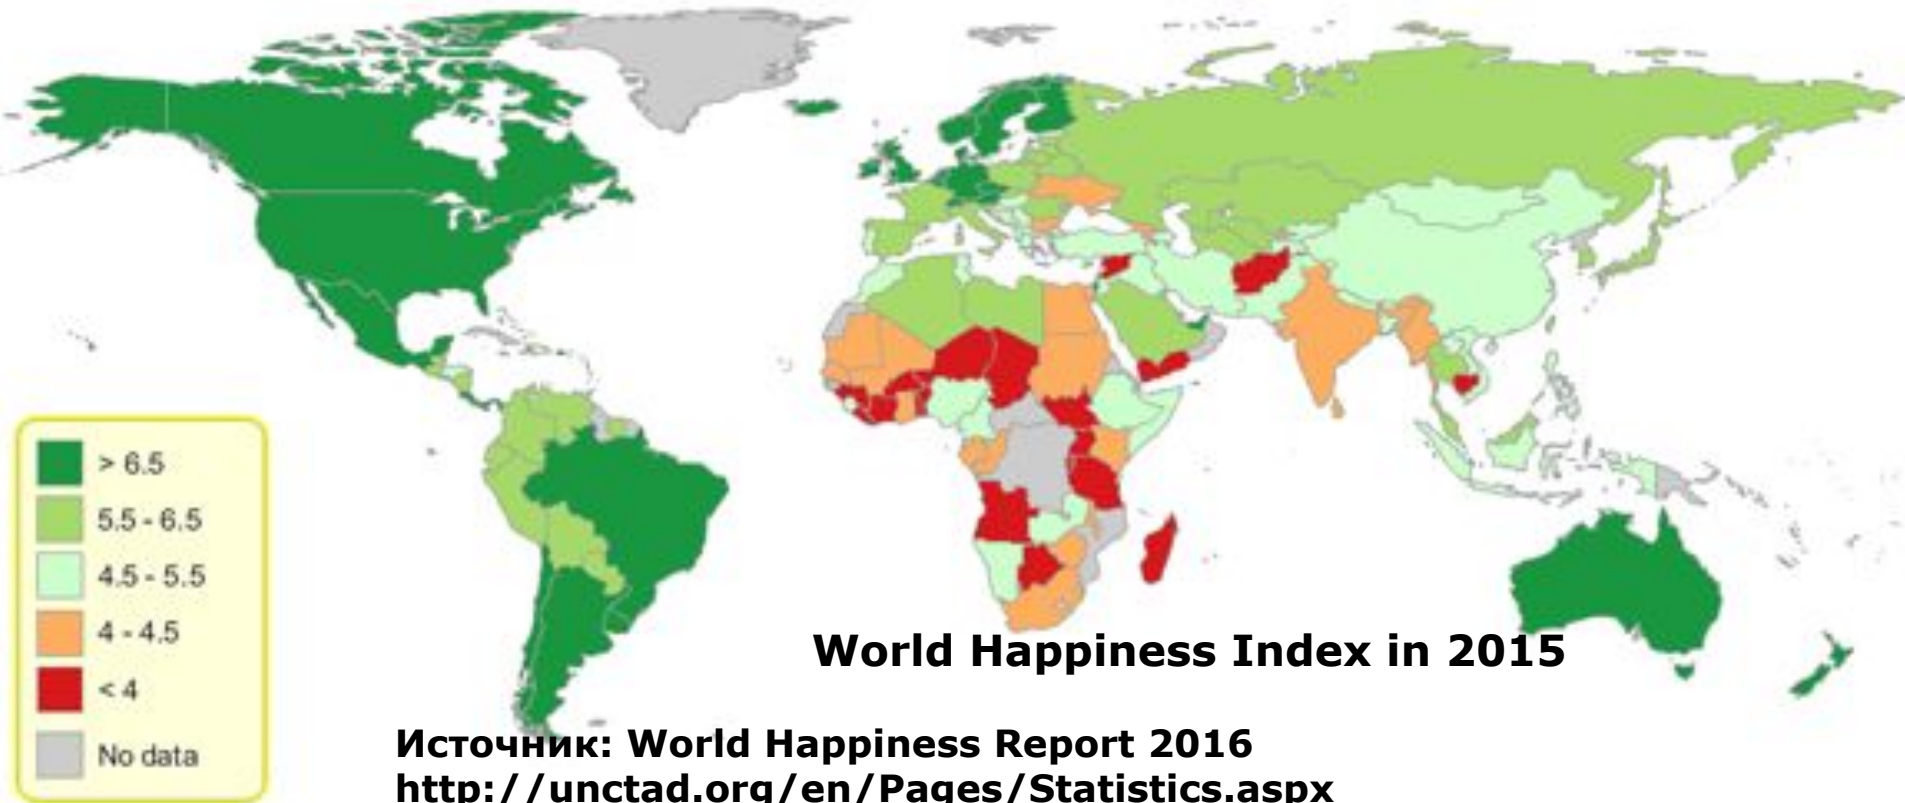 > 6.5
5.5 - 6.5
4.5 - 5.5
4 - 4.5
< 4
No data
World Happiness Index in 2015
Источник: World Happiness Report 2016
http://unctad.org/en/Pages/Statistics.aspx